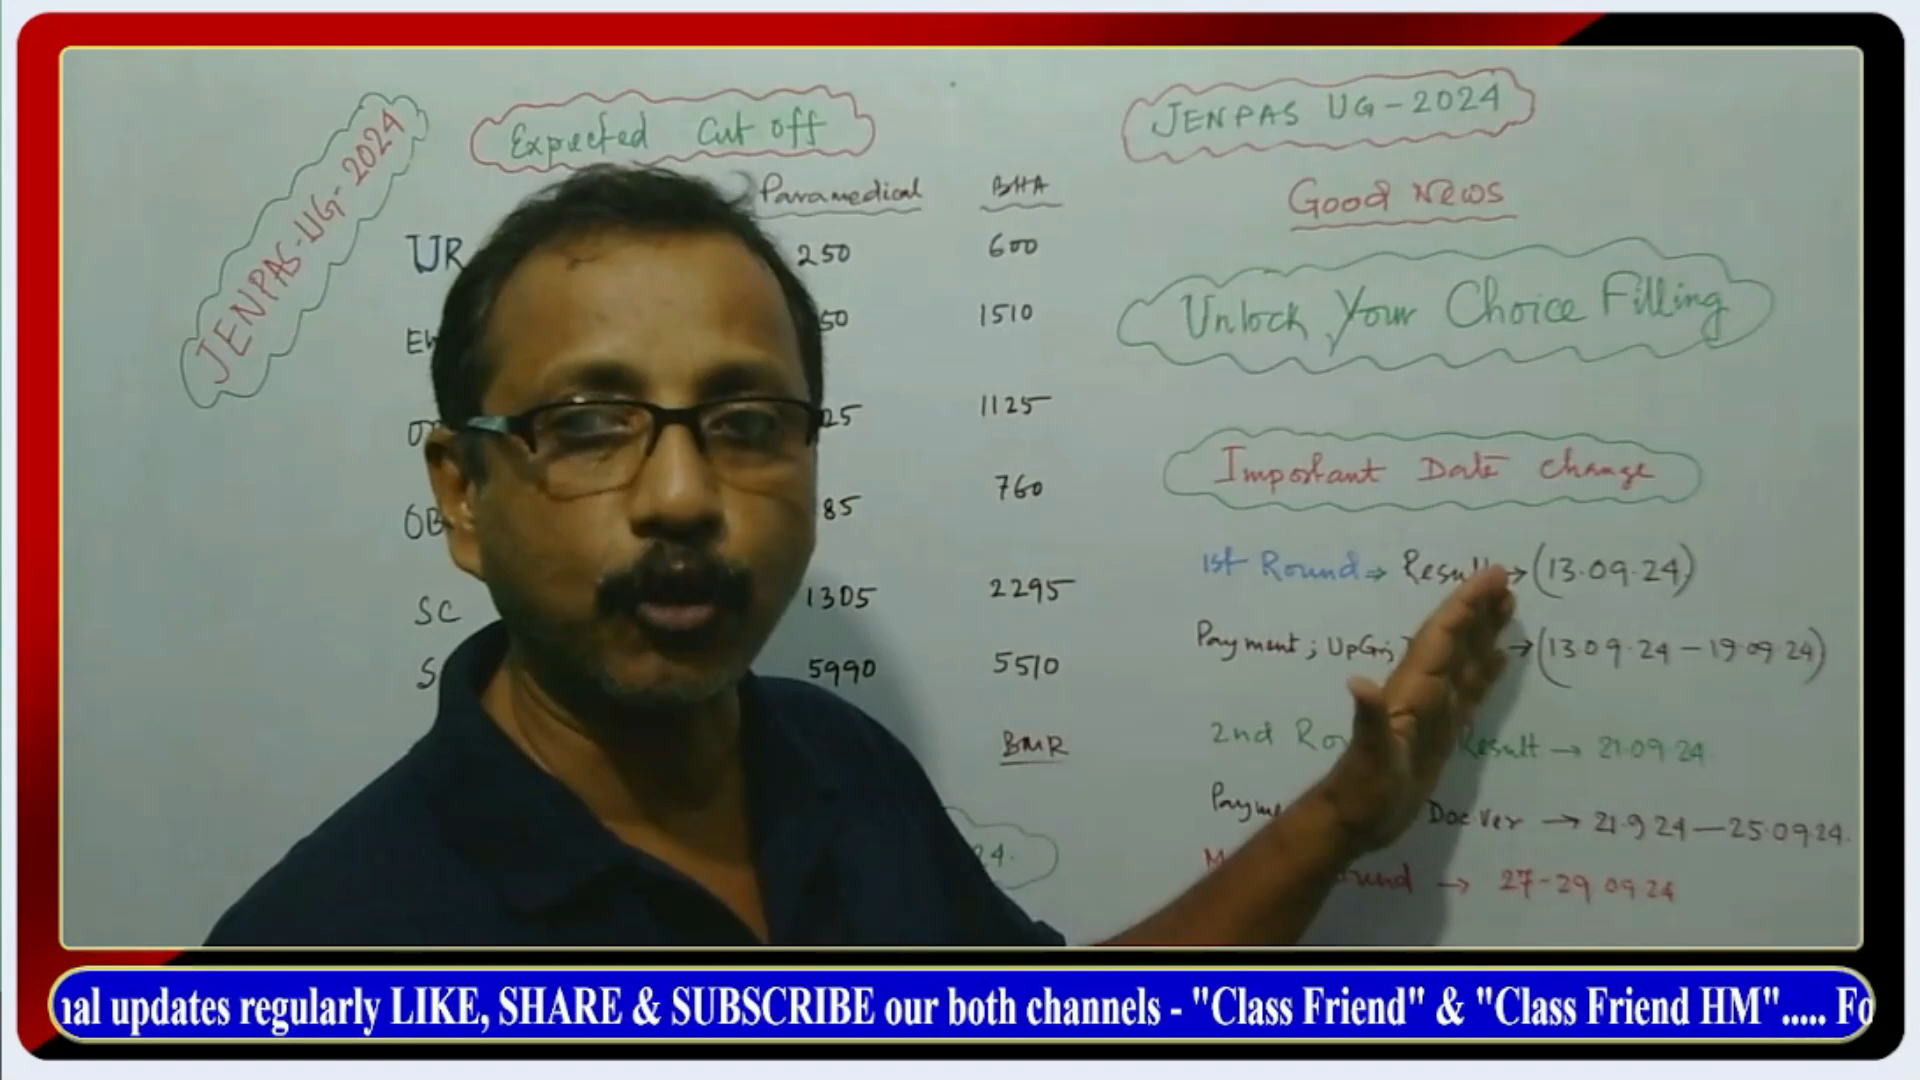 JENPAS-UG-2024
Expected Cut off
Paramedical BHA
UR 250 600
50 1510
25 1125
85 760
SC 1305 2295
5990 5510
BMR
24.
JENPAS UG-2024
Good News
Unlock Your Choice Filling
Important Date Change
1st Round → Result → (13.09.24)
Payment; UpGr; → (13.09.24 – 19.09.24)
2nd Result → 21.09.24
Doc Ver → 21.9.24 – 25.09.24.
→ 27-29.09.24
updates regularly LIKE, SHARE & SUBSCRIBE our both channels - "Class Friend" & "Class Friend HM".....